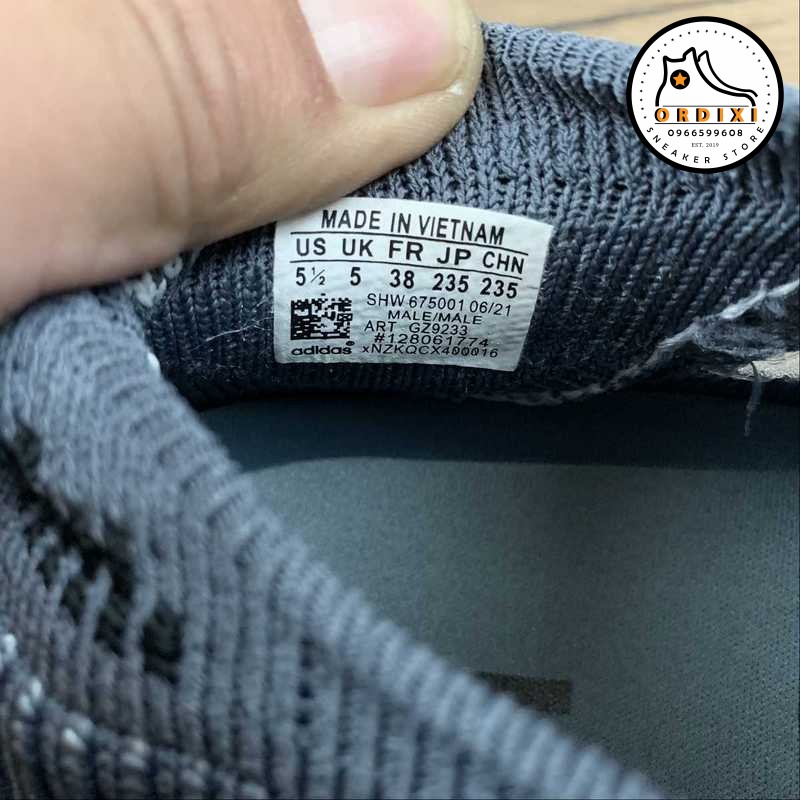 ORDIXI
0966599608
EST. 2019
SNEAKER STORE
MADE IN VIETNAM
US UK FR JP CHN
5½ 5 38 235 235
SHW 675001 06/21
MALE/MALE
ART GZ9233
#128061774
adidas® xNZKQCX400016